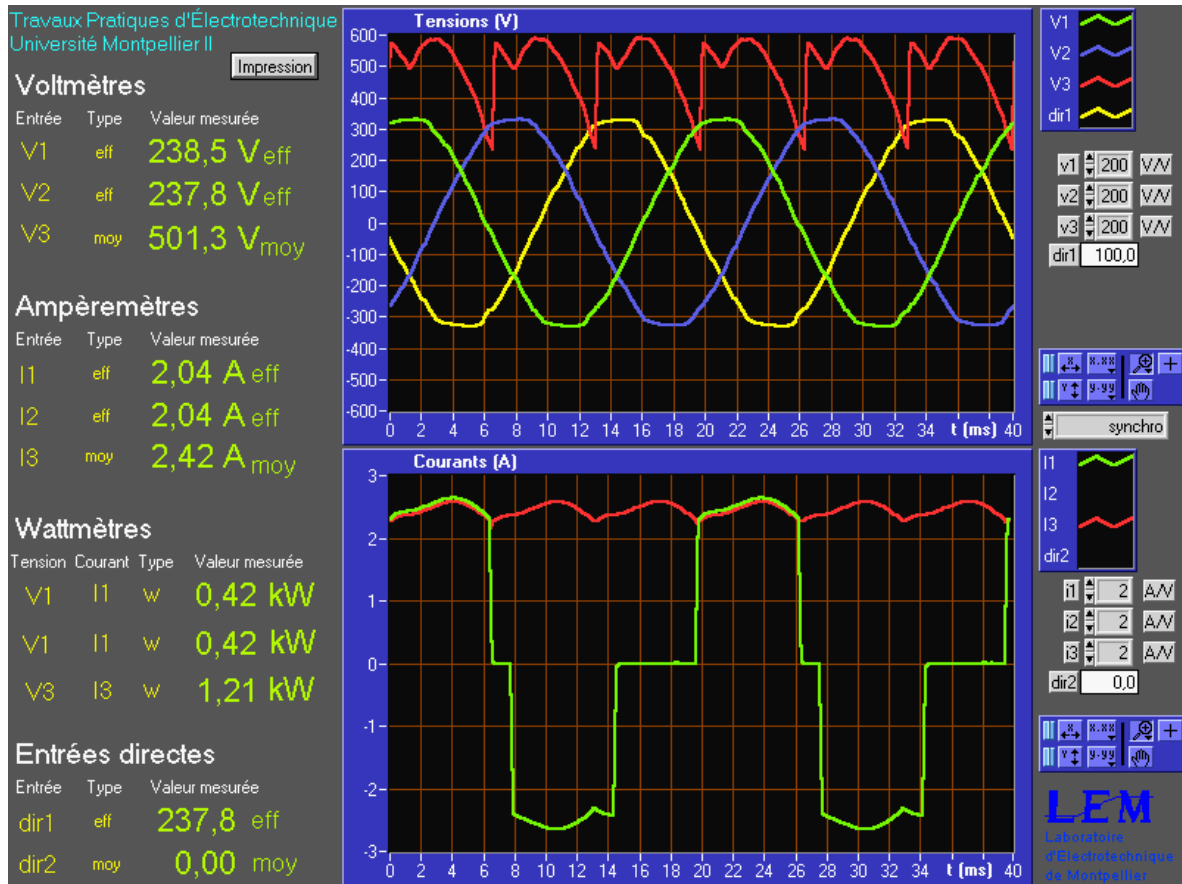 Travaux Pratiques d'Électrotechnique
Université Montpellier II
Impression
Voltmètres
Entrée Type Valeur mesurée
V1 eff 238,5 V eff
V2 eff 237,8 V eff
V3 moy 501,3 V moy
Ampèremètres
Entrée Type Valeur mesurée
I1 eff 2,04 A eff
I2 eff 2,04 A eff
I3 moy 2,42 A moy
Wattmètres
Tension Courant Type Valeur mesurée
V1 I1 w 0,42 kW
V1 I1 w 0,42 kW
V3 I3 w 1,21 kW
Entrées directes
Entrée Type Valeur mesurée
dir1 eff 237,8 eff
dir2 moy 0,00 moy
Tensions (V)
600
500
400
300
200
100
0
-100
-200
-300
-400
-500
-600
0 2 4 6 8 10 12 14 16 18 20 22 24 26 28 30 32 34 t (ms) 40
Courants (A)
3
2
1
0
-1
-2
-3
0 2 4 6 8 10 12 14 16 18 20 22 24 26 28 30 32 34 t (ms) 40
V1
V2
V3
dir1
v1 200 V/V
v2 200 V/V
v3 200 V/V
dir1 100,0
X X.XX
Y Y.YY
synchro
I1
I2
I3
dir2
i1 2 A/V
i2 2 A/V
i3 2 A/V
dir2 0,0
X X.XX
Y Y.YY
LEM
Laboratoire
d'Electrotechnique
de Montpellier